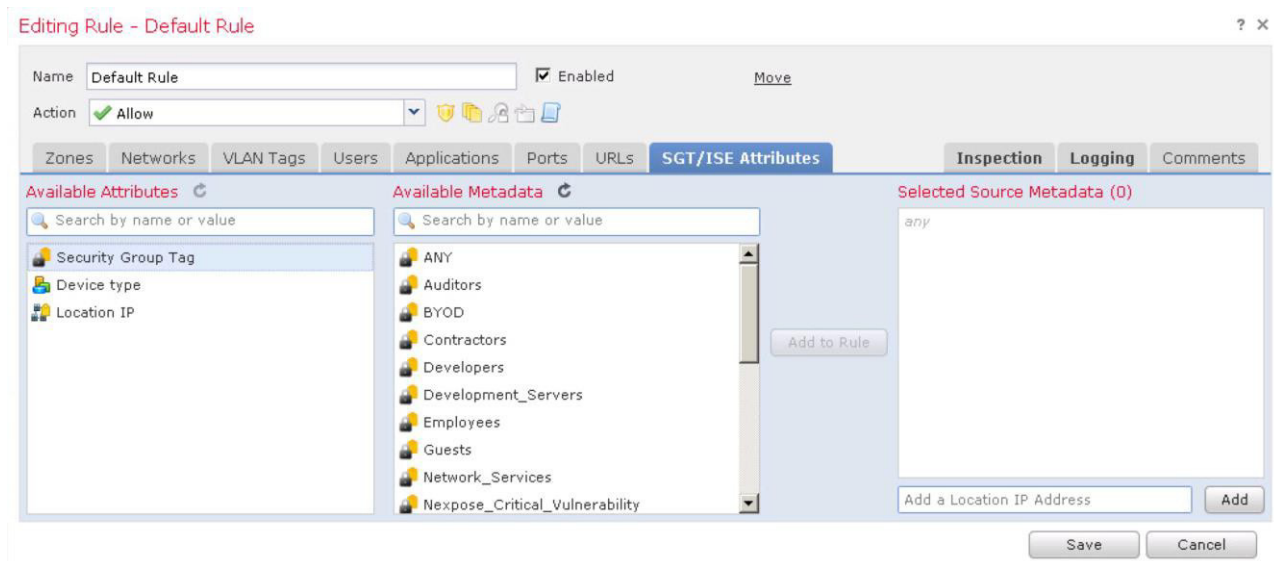 Editing Rule - Default Rule ? ×
Name Default Rule Enabled Move
Action Allow
Zones Networks VLAN Tags Users Applications Ports URLs SGT/ISE Attributes Inspection Logging Comments
Available Attributes Available Metadata Selected Source Metadata (0)
Search by name or value Search by name or value any
Security Group Tag ANY
Device type Auditors
Location IP BYOD
Contractors Add to Rule
Developers
Development_Servers
Employees
Guests
Network_Services
Nexpose_Critical_Vulnerability Add a Location IP Address Add
Save Cancel